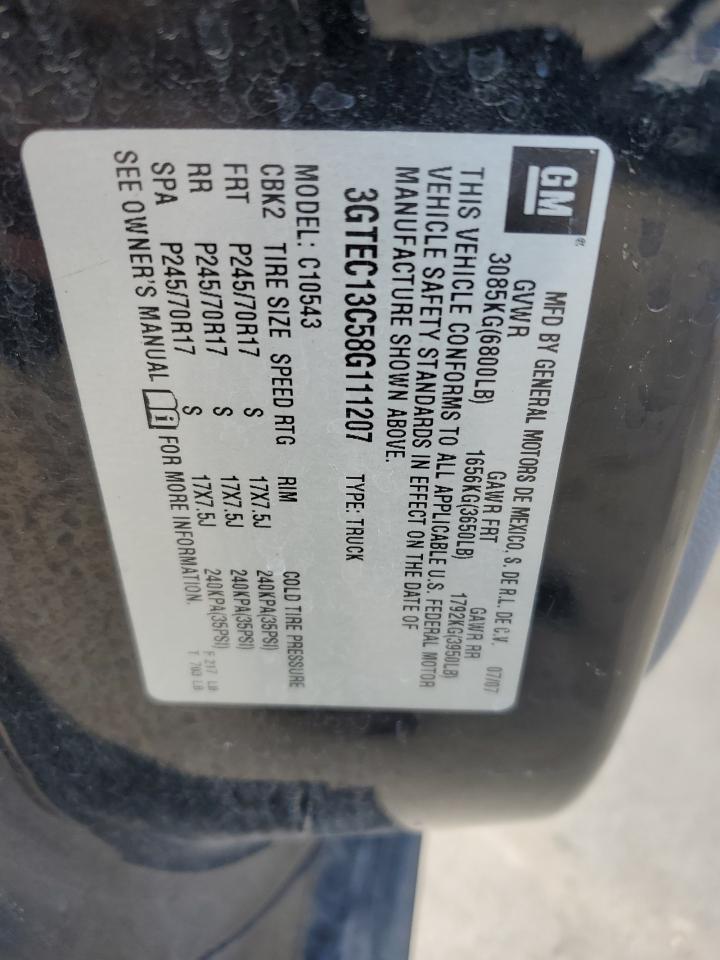 GM
MFD BY GENERAL MOTORS DE MEXICO, S. DE R.L. DE C.V. 07/07
GVWR GAWR FRT GAWR RR
3085KG(6800LB) 1656KG(3650LB) 1792KG(3950LB)
THIS VEHICLE CONFORMS TO ALL APPLICABLE U.S. FEDERAL MOTOR
VEHICLE SAFETY STANDARDS IN EFFECT ON THE DATE OF
MANUFACTURE SHOWN ABOVE.
3GTEC13C58G111207 TYPE: TRUCK
MODEL: C10543
CBK2 TIRE SIZE SPEED RTG RIM COLD TIRE PRESSURE
FRT P245/70R17 S 17X7.5J 240KPA(35PSI)
RR P245/70R17 S 17X7.5J 240KPA(35PSI)
SPA P245/70R17 S 17X7.5J 240KPA(35PSI)
SEE OWNER'S MANUAL FOR MORE INFORMATION.
F 217 LB
T 703 LB